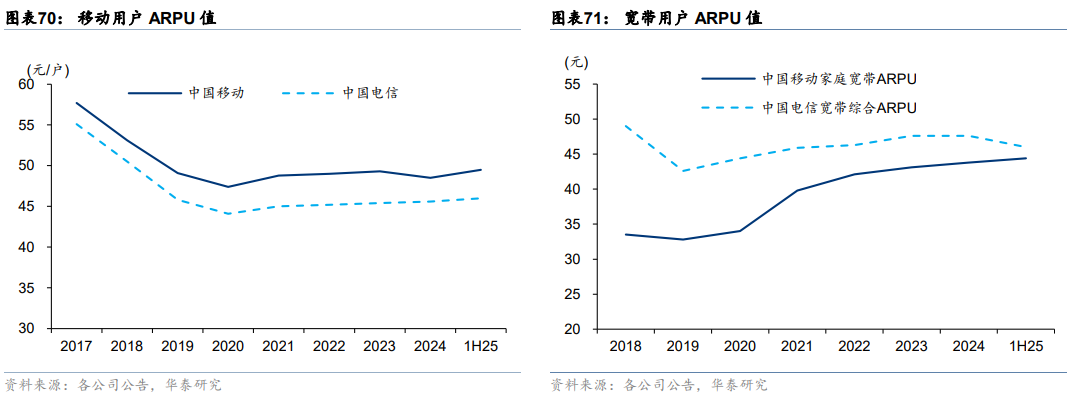 图表70： 移动用户 ARPU 值
(元/户)
60
55
50
45
40
35
30
中国移动
中国电信
2017 2018 2019 2020 2021 2022 2023 2024 1H25
资料来源：各公司公告，华泰研究
图表71： 宽带用户 ARPU 值
(元)
55
50
45
40
35
30
25
20
中国移动家庭宽带ARPU
中国电信宽带综合ARPU
2018 2019 2020 2021 2022 2023 2024 1H25
资料来源：各公司公告，华泰研究